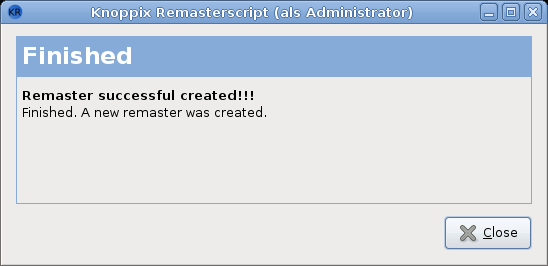 KR Knoppix Remasterscript (als Administrator)
Finished
Remaster successful created!!!
Finished. A new remaster was created.
Close